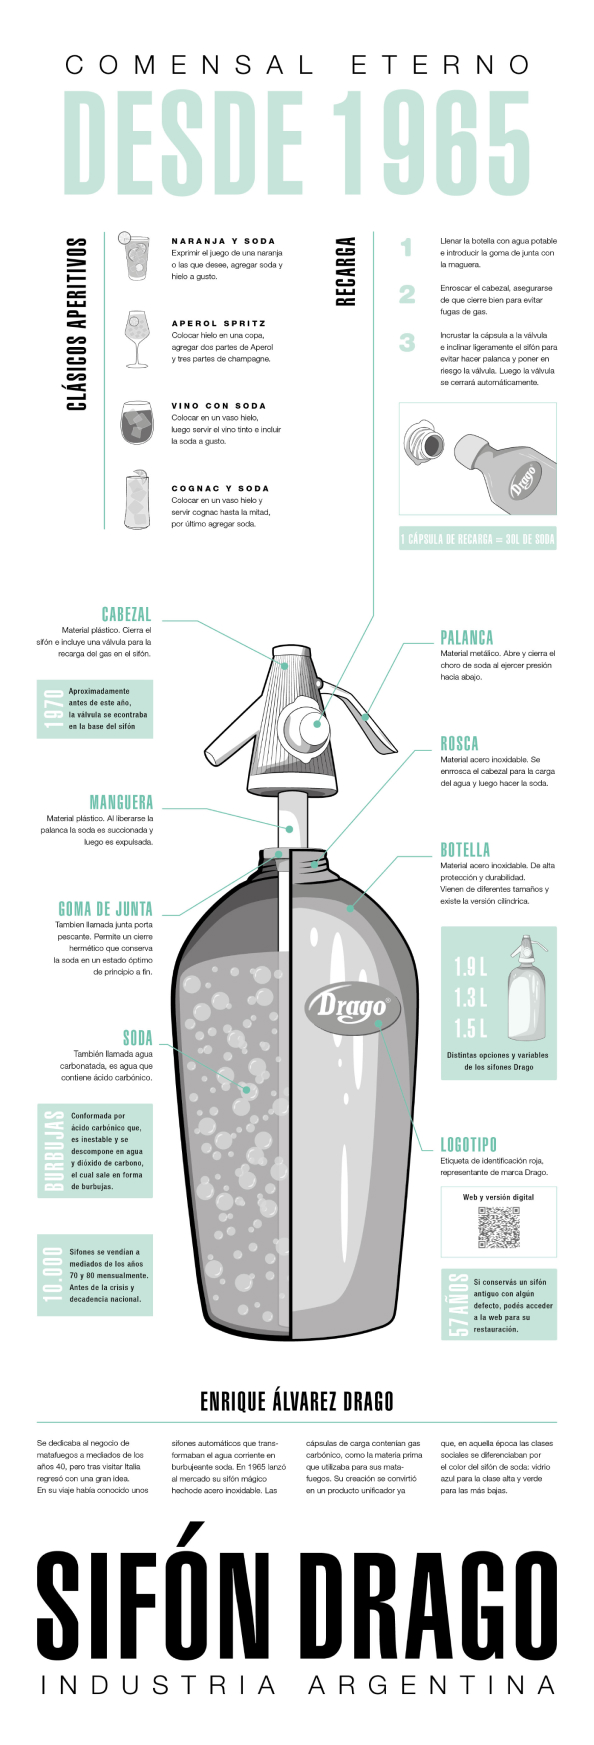 COMENSAL ETERNO
DESDE 1965
CLÁSICOS APERITIVOS
NARANJA Y SODA
Exprimir el juego de una naranja
o las que desee, agregar soda y
hielo a gusto.
APEROL SPRITZ
Colocar hielo en una copa,
agregar dos partes de Aperol
y tres partes de champagne.
VINO CON SODA
Colocar en un vaso hielo,
luego servir el vino tinto e incluir
la soda a gusto.
COGNAC Y SODA
Colocar en un vaso hielo y
servir cognac hasta la mitad,
por último agregar soda.
RECARGA
1
Llenar la botella con agua potable
e introducir la goma de junta con
la maguera.
2
Enroscar el cabezal, asegurarse
de que cierre bien para evitar
fugas de gas.
3
Incrustar la cápsula a la válvula
e inclinar ligeramente el sifón para
evitar hacer palanca y poner en
riesgo la válvula. Luego la válvula
se cerrará automáticamente.
Drago
1 CÁPSULA DE RECARGA = 30L DE SODA
CABEZAL
Material plástico. Cierra el
sifón e incluye una válvula para la
recarga del gas en el sifón.
1970
Aproximadamente
antes de este año,
la válvula se econtraba
en la base del sifón
MANGUERA
Material plástico. Al liberarse la
palanca la soda es succionada y
luego es expulsada.
GOMA DE JUNTA
Tambien llamada junta porta
pescante. Permite un cierre
hermético que conserva
la soda en un estado óptimo
de principio a fin.
SODA
También llamada agua
carbonatada, es agua que
contiene ácido carbónico.
BURBUJAS
Conformada por
ácido carbónico que,
es inestable y se
descompone en agua
y dióxido de carbono,
el cual sale en forma
de burbujas.
10.000
Sifones se vendían a
mediados de los años
70 y 80 mensualmente.
Antes de la crisis y
decadencia nacional.
PALANCA
Material metálico. Abre y cierra el
choro de soda al ejercer presión
hacia abajo.
ROSCA
Material acero inoxidable. Se
enrrosca el cabezal para la carga
del agua y luego hacer la soda.
BOTELLA
Material acero inoxidable. De alta
protección y durabilidad.
Vienen de diferentes tamaños y
existe la versión cilíndrica.
1.9 L
1.3 L
1.5 L
Distintas opciones y variables
de los sifones Drago
Drago
LOGOTIPO
Etiqueta de identificación roja,
representante de marca Drago.
Web y versión digital
57 AÑOS
Si conservás un sifón
antiguo con algún
defecto, podés acceder
a la web para su
restauración.
ENRIQUE ÁLVAREZ DRAGO
Se dedicaba al negocio de
matafuegos a mediados de los
años 40, pero tras visitar Italia
regresó con una gran idea.
En su viaje había conocido unos
sifones automáticos que trans-
formaban el agua corriente en
burbujeante soda. En 1965 lanzó
al mercado su sifón mágico
hechode acero inoxidable. Las
cápsulas de carga contenían gas
carbónico, como la materia prima
que utilizaba para sus mata-
fuegos. Su creación se convirtió
en un producto unificador ya
que, en aquella época las clases
sociales se diferenciaban por
el color del sifón de soda: vidrio
azul para la clase alta y verde
para las más bajas.
SIFÓN DRAGO
INDUSTRIA ARGENTINA